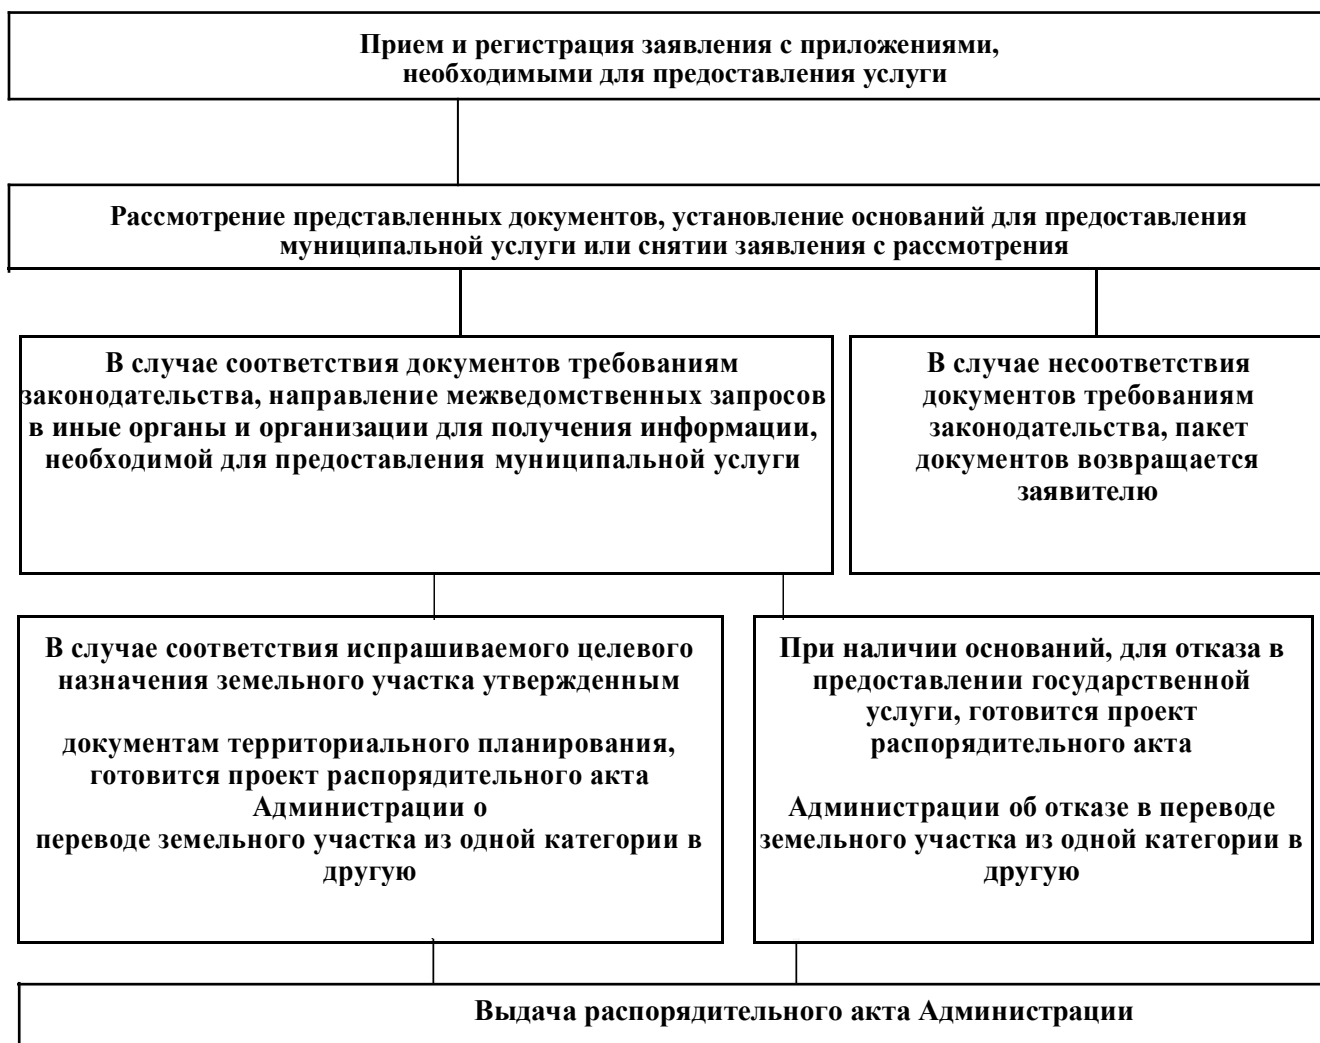 Прием и регистрация заявления с приложениями,
необходимыми для предоставления услуги
Рассмотрение представленных документов, установление оснований для предоставления
муниципальной услуги или снятии заявления с рассмотрения
В случае соответствия документов требованиям
законодательства, направление межведомственных запросов
в иные органы и организации для получения информации,
необходимой для предоставления муниципальной услуги
В случае несоответствия
документов требованиям
законодательства, пакет
документов возвращается
заявителю
В случае соответствия испрашиваемого целевого
назначения земельного участка утвержденным
документам территориального планирования,
готовится проект распорядительного акта
Администрации о
переводе земельного участка из одной категории в
другую
При наличии оснований, для отказа в
предоставлении государственной
услуги, готовится проект
распорядительного акта
Администрации об отказе в переводе
земельного участка из одной категории в
другую
Выдача распорядительного акта Администрации